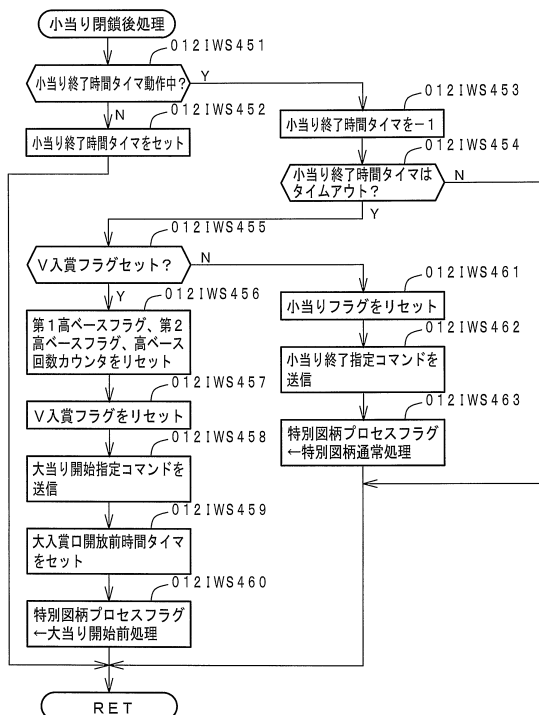 小当り閉鎖後処理
012IWS451
小当り終了時間タイマ動作中？
Y
N
012IWS452
小当り終了時間タイマをセット
012IWS453
小当り終了時間タイマを－1
012IWS454
小当り終了時間タイマは
タイムアウト？
N
Y
012IWS455
V入賞フラグセット？
N
Y
012IWS456
第1高ベースフラグ、第2
高ベースフラグ、高ベース
回数カウンタをリセット
012IWS457
V入賞フラグをリセット
012IWS458
大当り開始指定コマンドを
送信
012IWS459
大入賞口開放前時間タイマ
をセット
012IWS460
特別図柄プロセスフラグ
←大当り開始前処理
012IWS461
小当りフラグをリセット
012IWS462
小当り終了指定コマンドを
送信
012IWS463
特別図柄プロセスフラグ
←特別図柄通常処理
RET